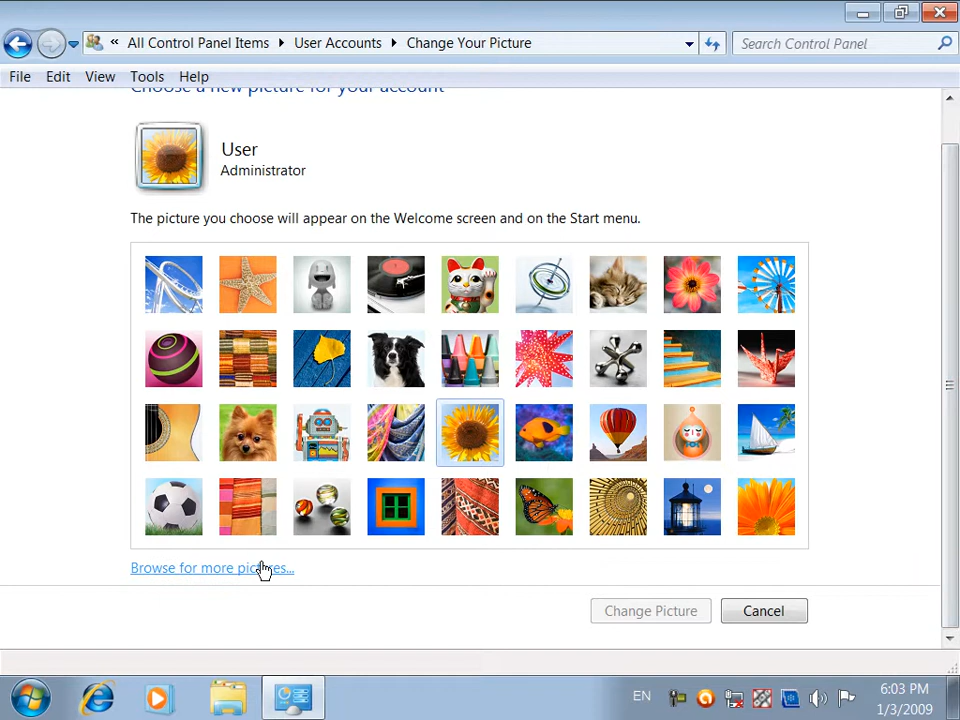 « All Control Panel Items ▸ User Accounts ▸ Change Your Picture
Search Control Panel
File Edit View Tools Help
Choose a new picture for your account
User
Administrator
The picture you choose will appear on the Welcome screen and on the Start menu.
Browse for more pictures...
Change Picture Cancel
EN
6:03 PM
1/3/2009